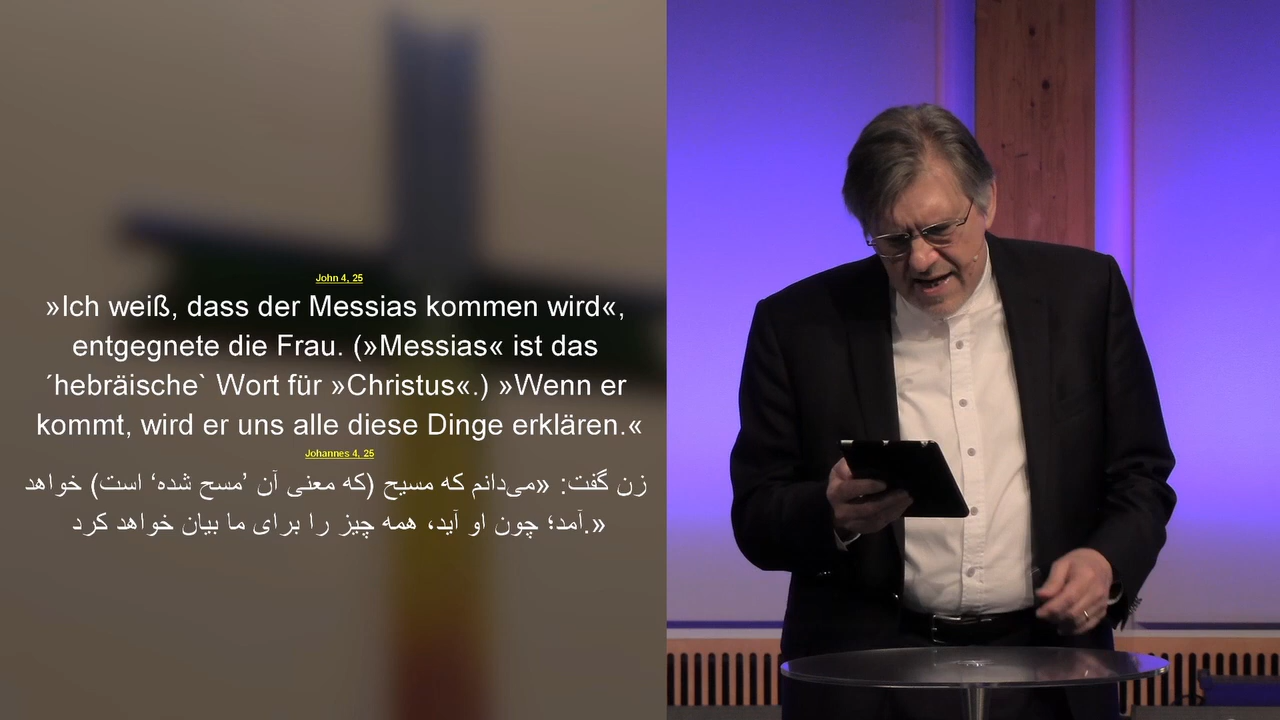 John 4, 25
»Ich weiß, dass der Messias kommen wird«,
entgegnete die Frau. (»Messias« ist das
´hebräische` Wort für »Christus«.) »Wenn er
kommt, wird er uns alle diese Dinge erklären.«
Johannes 4, 25
زن گفت: «می‌دانم که مسیح (که معنی آن ’مسح شده‘ است) خواهد
آمد؛ چون او آید، همه چیز را برای ما بیان خواهد کرد.»